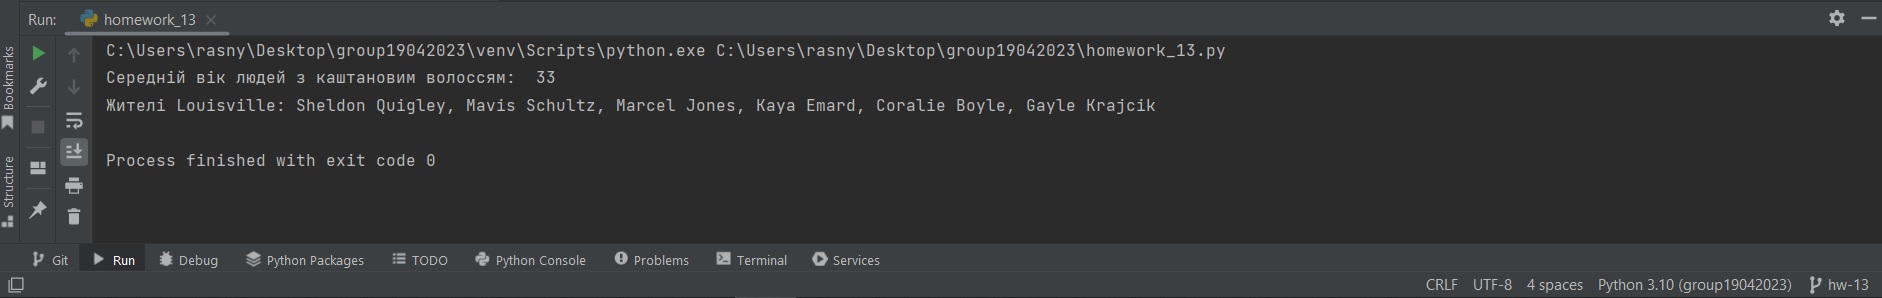 Run: homework_13
Bookmarks
Structure
C:\Users\rasny\Desktop\group19042023\venv\Scripts\python.exe C:\Users\rasny\Desktop\group19042023\homework_13.py
Середній вік людей з каштановим волоссям:  33
Жителі Louisville: Sheldon Quigley, Mavis Schultz, Marcel Jones, Kaya Emard, Coralie Boyle, Gayle Krajcik
Process finished with exit code 0
Git Run Debug Python Packages TODO Python Console Problems Terminal Services
CRLF UTF-8 4 spaces Python 3.10 (group19042023) hw-13